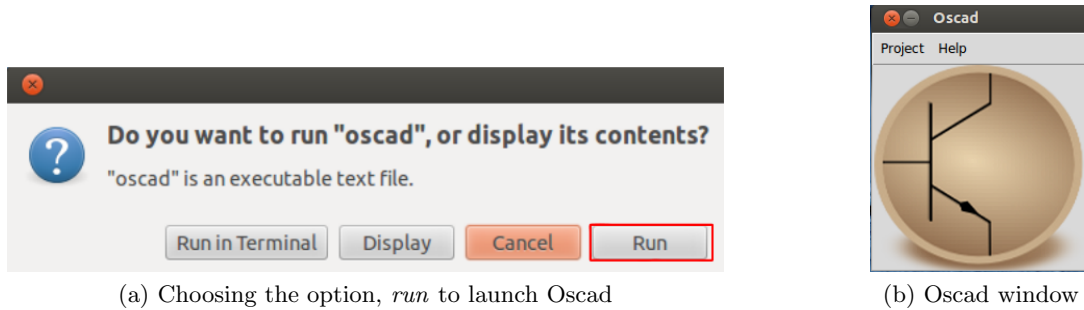 Do you want to run "oscad", or display its contents?
"oscad" is an executable text file.
Run in Terminal Display Cancel Run
(a) Choosing the option, run to launch Oscad
Oscad
Project Help
(b) Oscad window